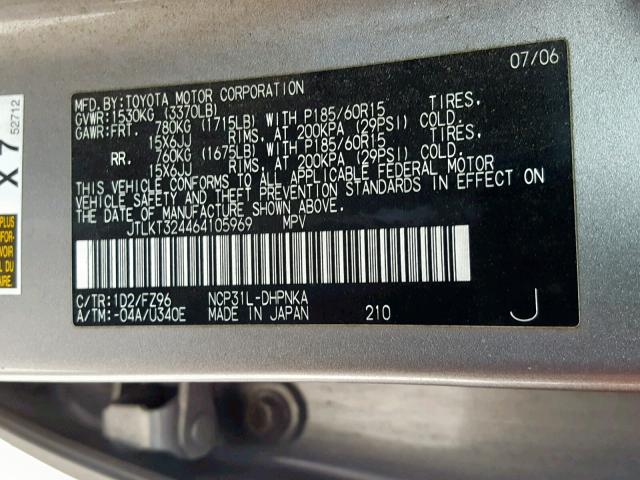 MFD.BY:TOYOTA MOTOR CORPORATION 07/06
GVWR:1530KG (3370LB)
GAWR:FRT. 780KG (1715LB) WITH P185/60R15 TIRES,
15X6JJ RIMS, AT 200KPA (29PSI) COLD.
RR. 760KG (1675LB) WITH P185/60R15 TIRES,
15X6JJ RIMS, AT 200KPA (29PSI) COLD.
THIS VEHICLE CONFORMS TO ALL APPLICABLE FEDERAL MOTOR
VEHICLE SAFETY AND THEFT PREVENTION STANDARDS IN EFFECT ON
THE DATE OF MANUFACTURE SHOWN ABOVE.
JTLKT324464105969 MPV
C/TR:1D2/FZ96 NCP31L-DHPNKA
A/TM:-04A/U340E MADE IN JAPAN 210 J
X 7
52712
PLUS
INFOR-